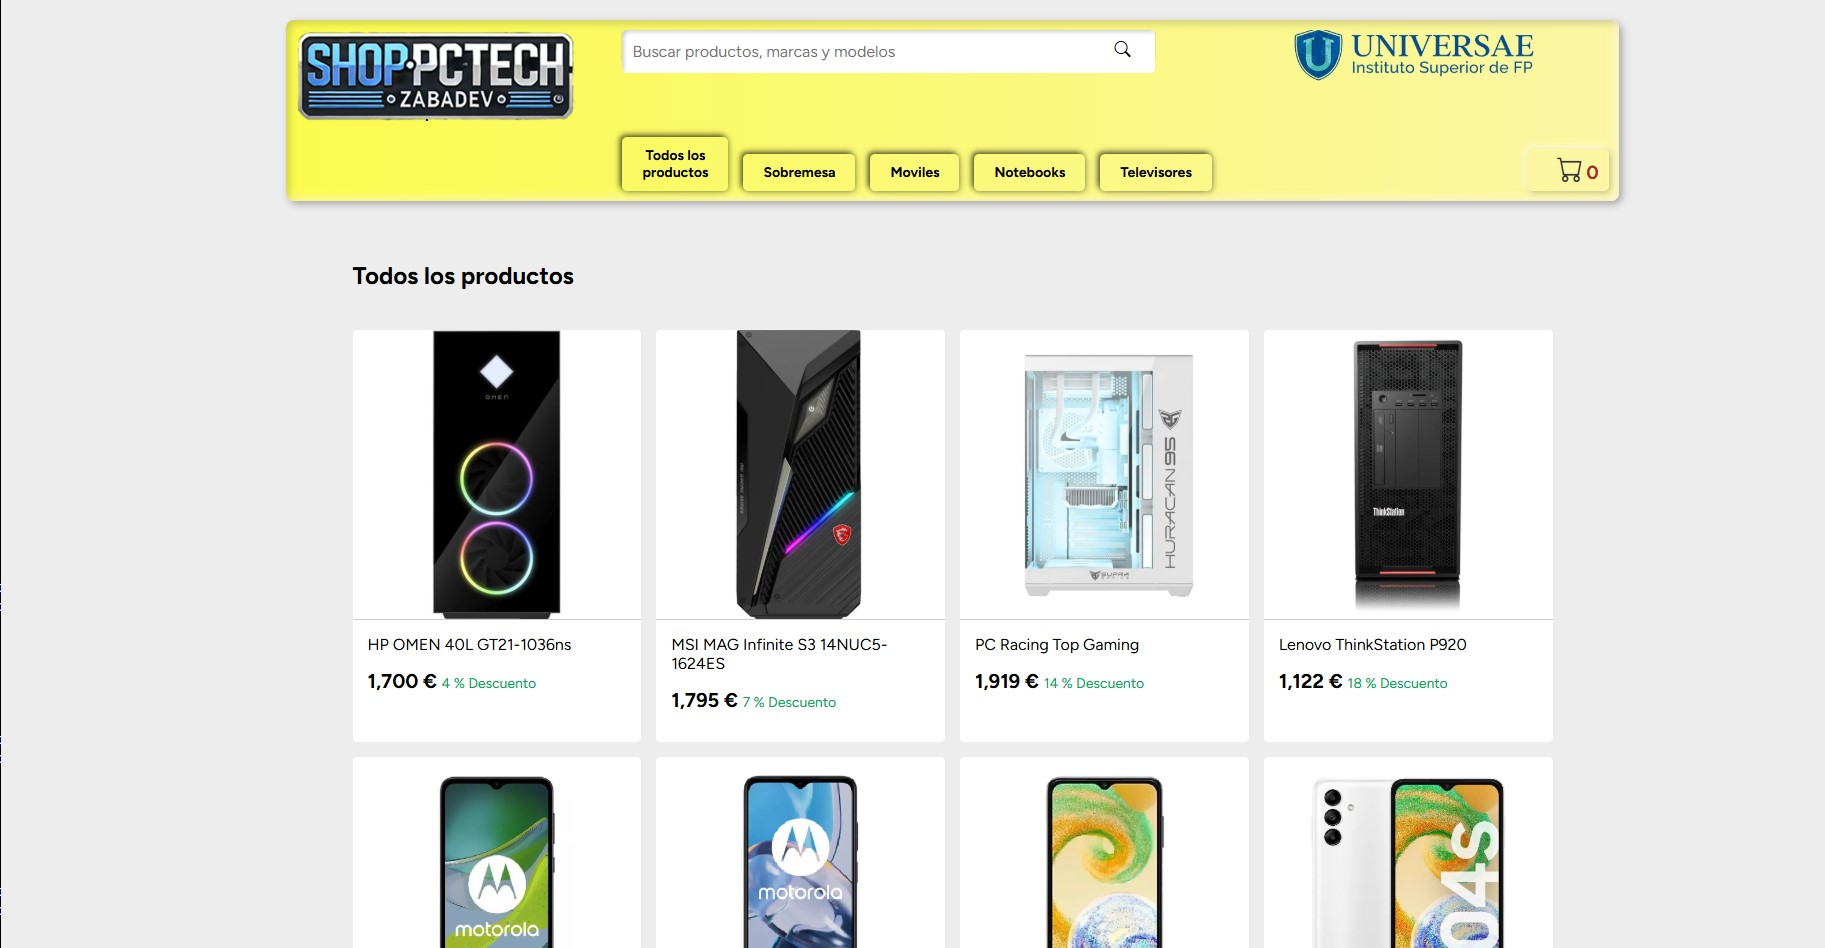 SHOP·PCTECH
ZABADEV
Buscar productos, marcas y modelos
UNIVERSAE
Instituto Superior de FP
Todos los
productos
Sobremesa
Moviles
Notebooks
Televisores
0
Todos los productos
OMEN
HURACAN 95
SUPRA
ThinkStation
HP OMEN 40L GT21-1036ns
1,700 € 4 % Descuento
MSI MAG Infinite S3 14NUC5-
1624ES
1,795 € 7 % Descuento
PC Racing Top Gaming
1,919 € 14 % Descuento
Lenovo ThinkStation P920
1,122 € 18 % Descuento
motorola
motorola
04s